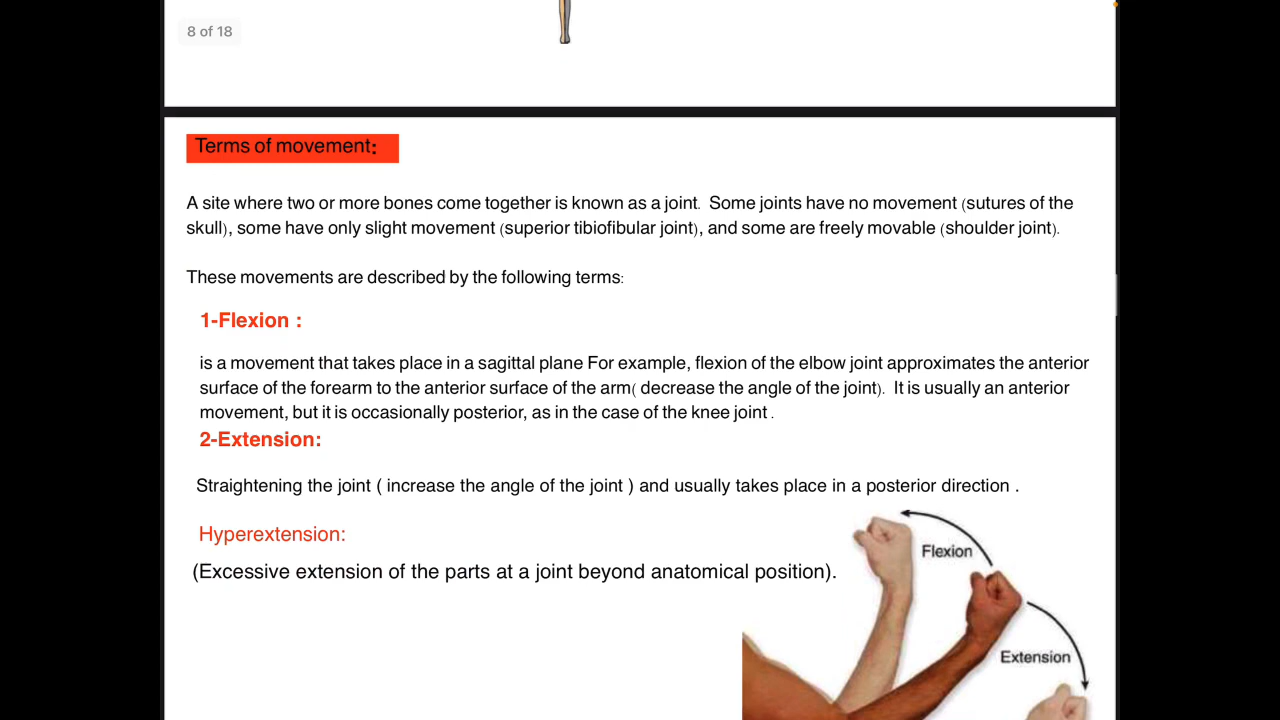 8 of 18
Terms of movement:
A site where two or more bones come together is known as a joint. Some joints have no movement (sutures of the
skull), some have only slight movement (superior tibiofibular joint), and some are freely movable (shoulder joint).
These movements are described by the following terms:
1-Flexion :
is a movement that takes place in a sagittal plane For example, flexion of the elbow joint approximates the anterior
surface of the forearm to the anterior surface of the arm( decrease the angle of the joint). It is usually an anterior
movement, but it is occasionally posterior, as in the case of the knee joint .
2-Extension:
Straightening the joint ( increase the angle of the joint ) and usually takes place in a posterior direction .
Hyperextension:
(Excessive extension of the parts at a joint beyond anatomical position).
Flexion
Extension